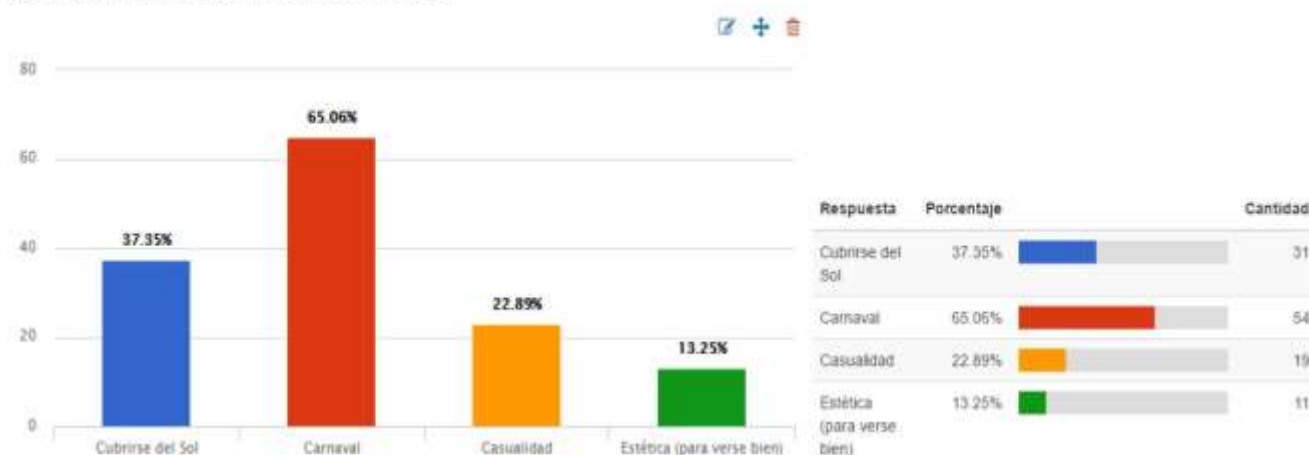 80
65.06%
60
37.35%
40
22.89%
20
13.25%
0
Cubrirse del Sol
Carnaval
Casualidad
Estética (para verse bien)
Respuesta Porcentaje Cantidad
Cubrirse del 37.35% 31
Sol
Carnaval 65.06% 54
Casualidad 22.89% 19
Estética 13.25% 11
(para verse
bien)